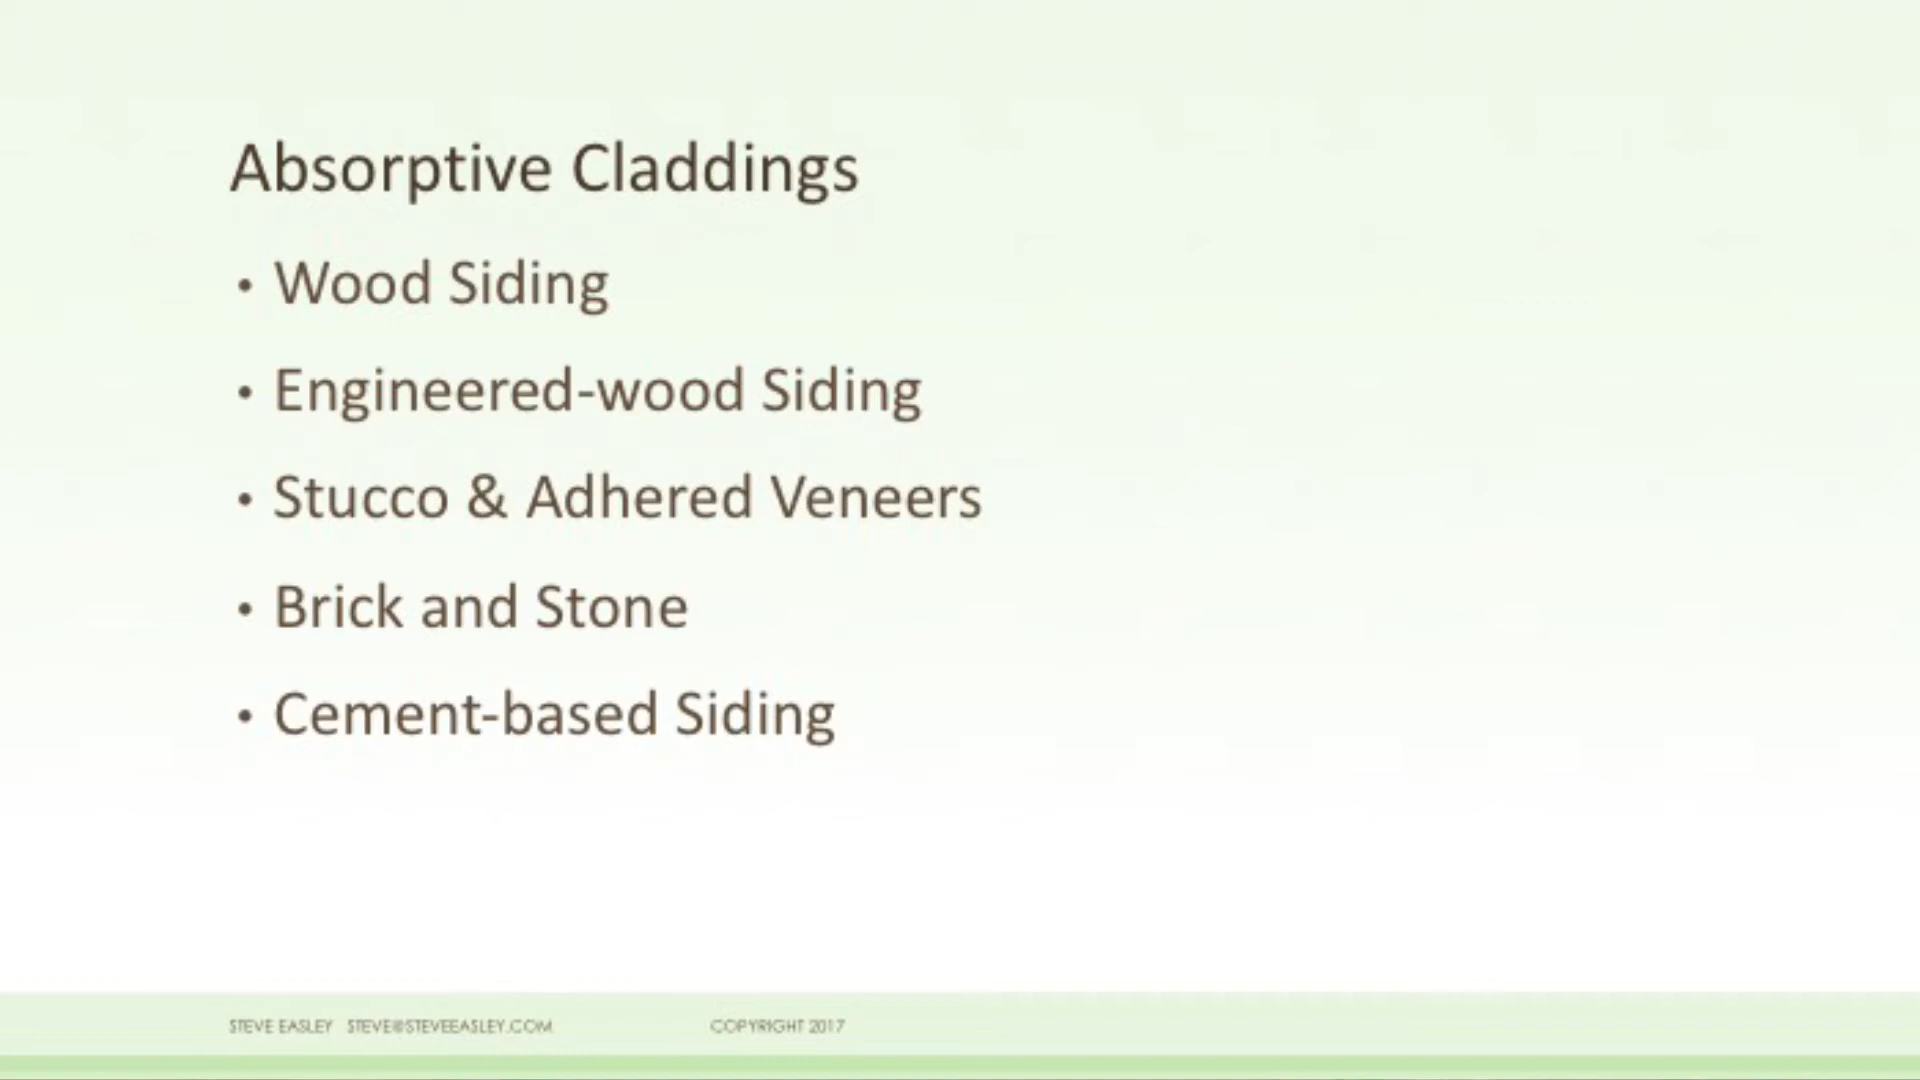 Absorptive Claddings
• Wood Siding
• Engineered-wood Siding
• Stucco & Adhered Veneers
• Brick and Stone
• Cement-based Siding
STEVE EASLEY STEVE@STEVEEASLEY.COM COPYRIGHT 2017